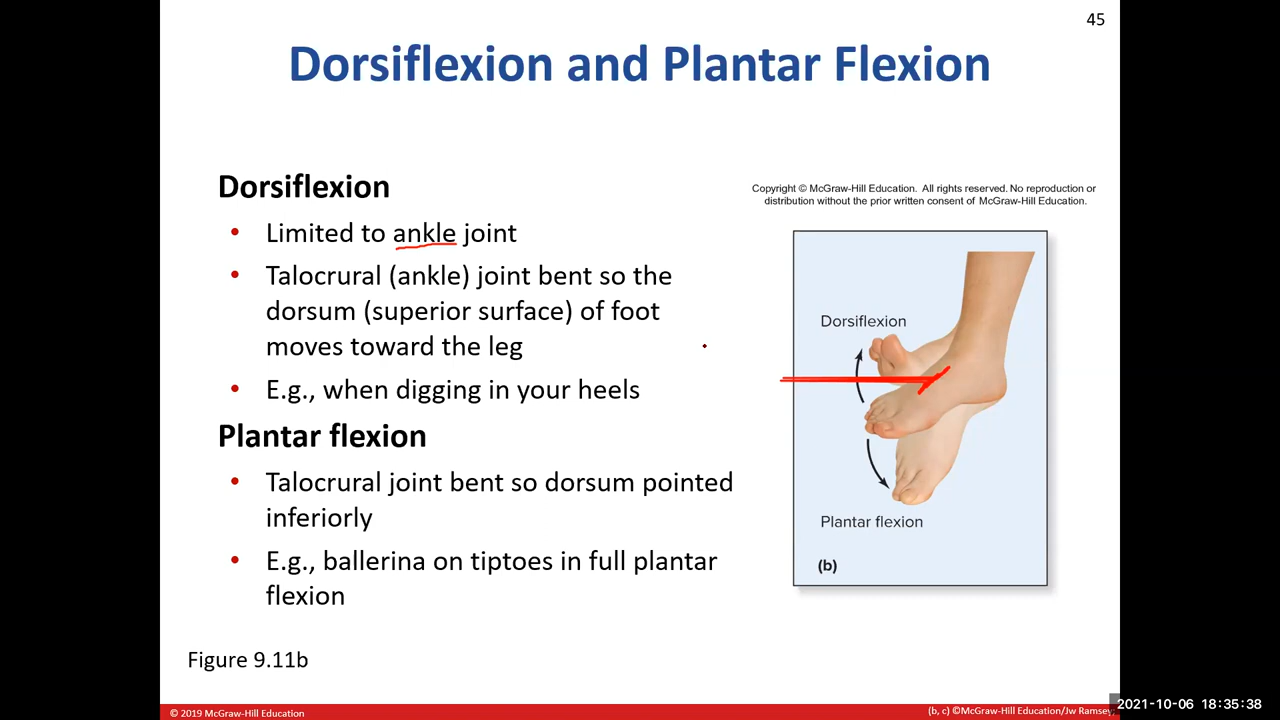 45
Dorsiflexion and Plantar Flexion
Dorsiflexion
• Limited to ankle joint
• Talocrural (ankle) joint bent so the
dorsum (superior surface) of foot
moves toward the leg
• E.g., when digging in your heels
Plantar flexion
• Talocrural joint bent so dorsum pointed
inferiorly
• E.g., ballerina on tiptoes in full plantar
flexion
Figure 9.11b
Copyright © McGraw-Hill Education. All rights reserved. No reproduction or
distribution without the prior written consent of McGraw-Hill Education.
Dorsiflexion
Plantar flexion
(b)
© 2019 McGraw-Hill Education
(b, c) ©McGraw-Hill Education/Jw Ramsey;
2021-10-06 18:35:38